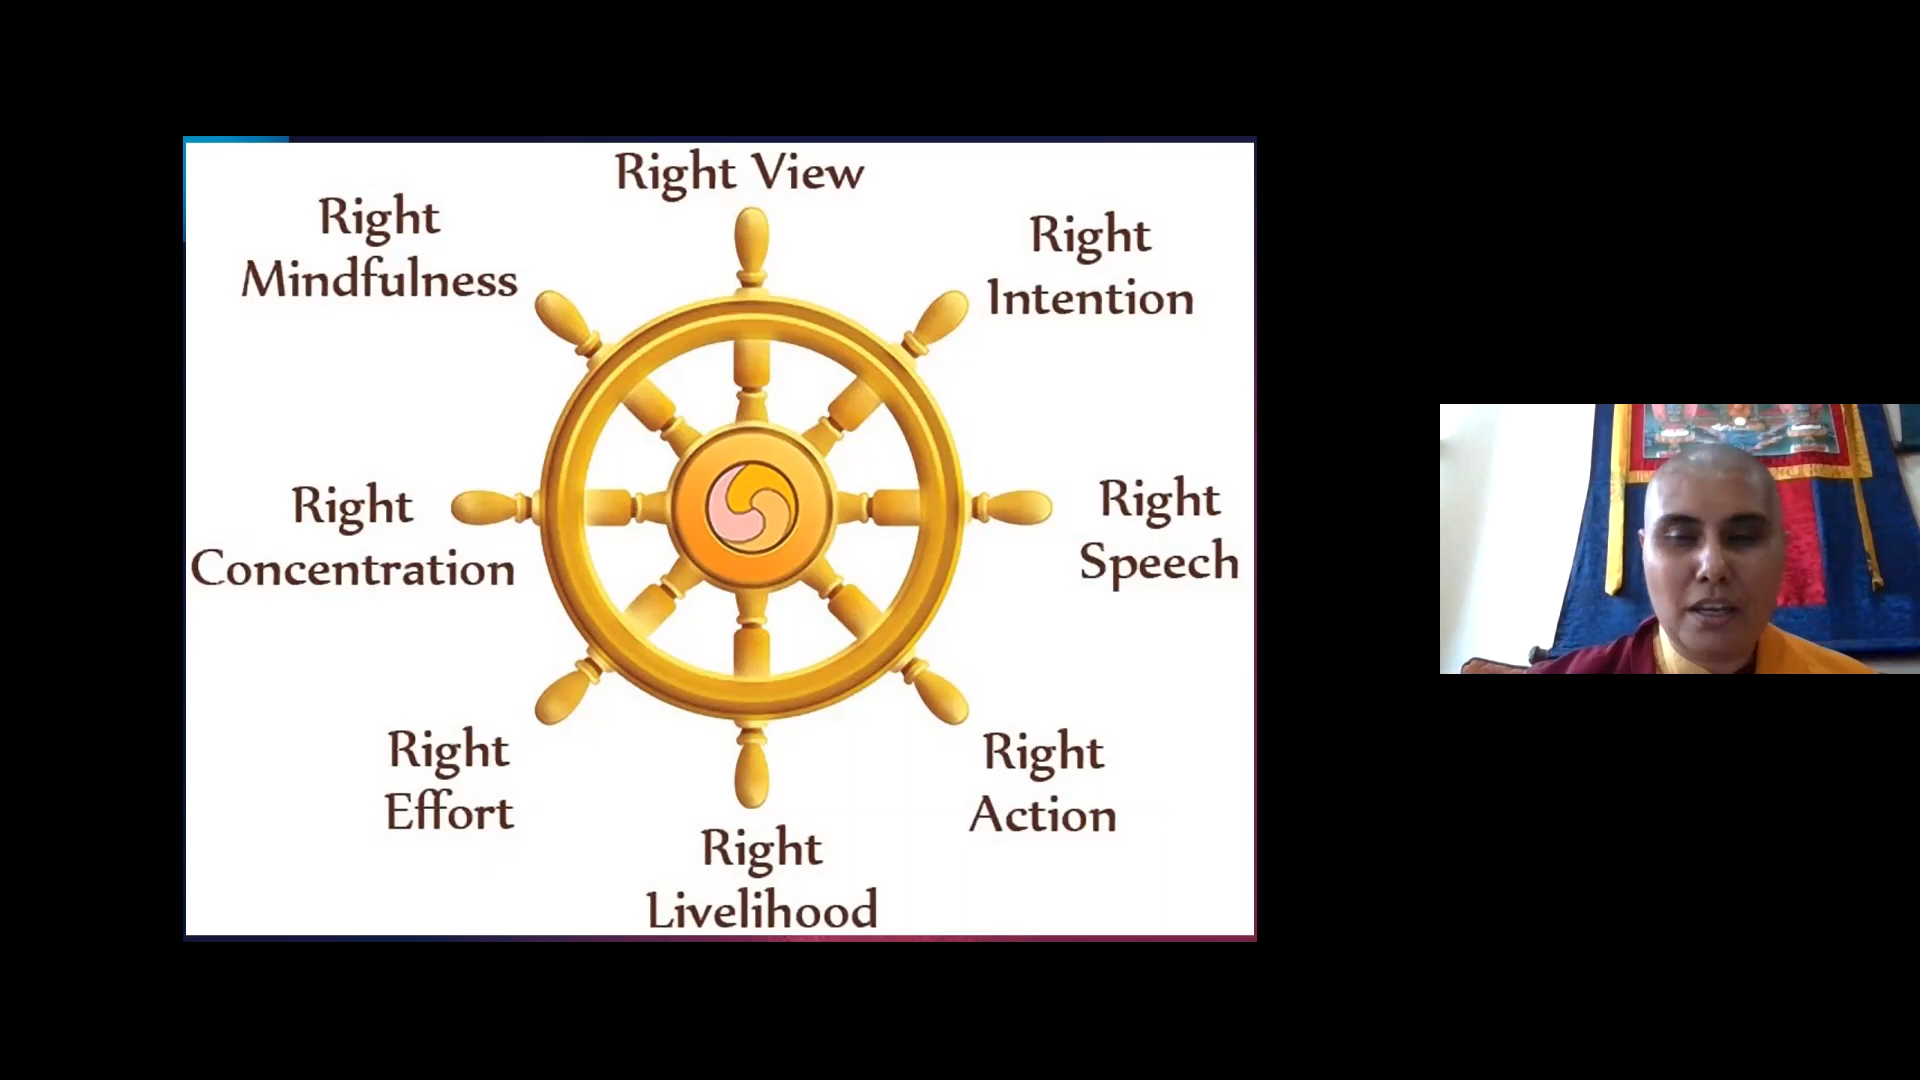 Right View
Right
Intention
Right
Speech
Right
Action
Right
Livelihood
Right
Effort
Right
Concentration
Right
Mindfulness